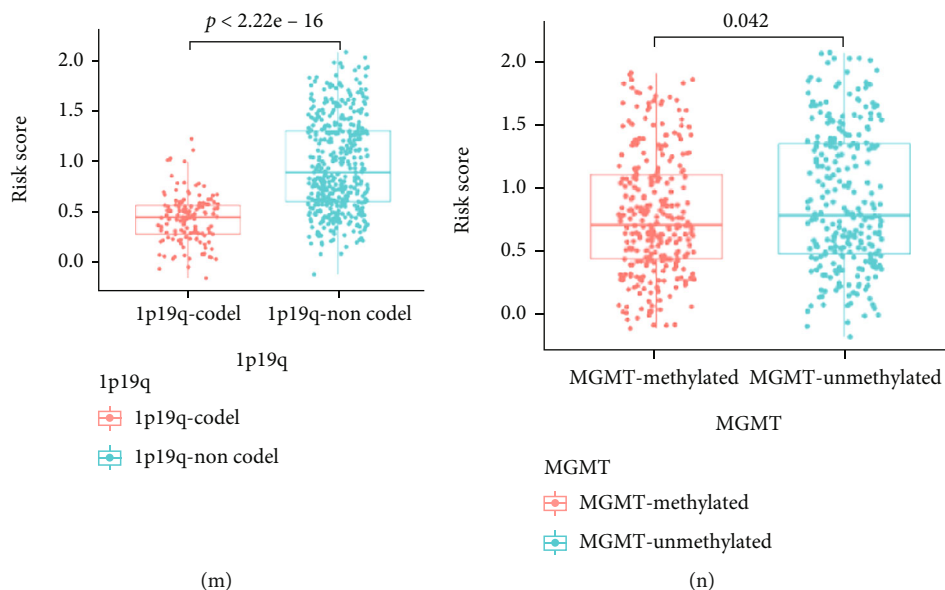 p < 2.22e – 16
2.0
1.5
1.0
0.5
0.0
Risk score
1p19q-codel 1p19q-non codel
1p19q
1p19q
1p19q-codel
1p19q-non codel
(m)
0.042
2.0
1.5
1.0
0.5
0.0
Risk score
MGMT-methylated MGMT-unmethylated
MGMT
MGMT
MGMT-methylated
MGMT-unmethylated
(n)